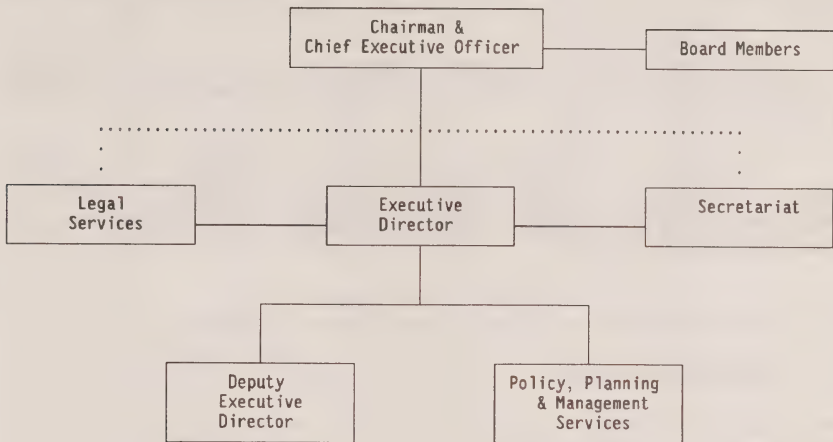 Chairman &
Chief Executive Officer
Board Members
Legal
Services
Executive
Director
Secretariat
Deputy
Executive
Director
Policy, Planning
& Management
Services